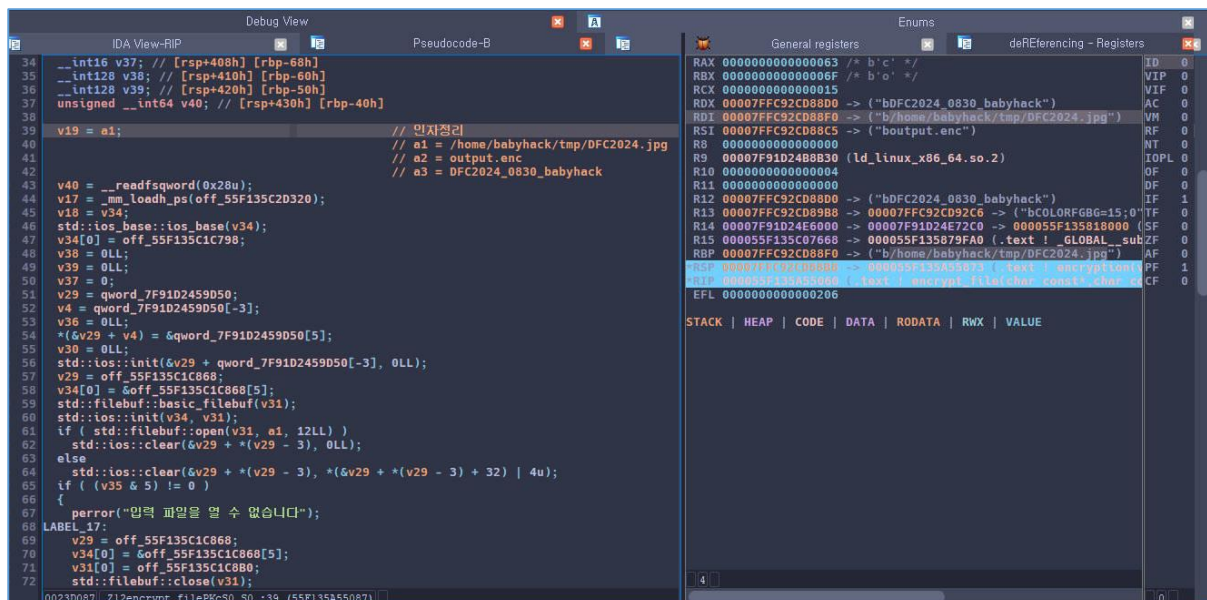 Debug View
Enums
IDA View-RIP
Pseudocode-B
General registers
deREferencing - Registers
34 __int16 v37; // [rsp+408h] [rbp-68h]
35 __int128 v38; // [rsp+410h] [rbp-60h]
36 __int128 v39; // [rsp+420h] [rbp-50h]
37 unsigned __int64 v40; // [rsp+430h] [rbp-40h]
38
39 v19 = a1; // 인자정리
40 // a1 = /home/babyhack/tmp/DFC2024.jpg
41 // a2 = output.enc
42 // a3 = DFC2024_0830_babyhack
43 v40 = __readfsqword(0x28u);
44 v17 = _mm_loadh_ps(off_55F135C2D320);
45 v18 = v34;
46 std::ios_base::ios_base(v34);
47 v34[0] = off_55F135C1C798;
48 v38 = 0LL;
49 v39 = 0LL;
50 v37 = 0;
51 v29 = qword_7F91D2459D50;
52 v4 = qword_7F91D2459D50[-3];
53 v36 = 0LL;
54 *(&v29 + v4) = &qword_7F91D2459D50[5];
55 v30 = 0LL;
56 std::ios::init(&v29 + qword_7F91D2459D50[-3], 0LL);
57 v29 = off_55F135C1C868;
58 v34[0] = &off_55F135C1C868[5];
59 std::filebuf::basic_filebuf(v31);
60 std::ios::init(v34, v31);
61 if ( std::filebuf::open(v31, a1, 12LL) )
62 std::ios::clear(&v29 + *(v29 - 3), 0LL);
63 else
64 std::ios::clear(&v29 + *(v29 - 3), *(&v29 + *(v29 - 3) + 32) | 4u);
65 if ( (v35 & 5) != 0 )
66 {
67 perror("입력 파일을 열 수 없습니다");
68 LABEL_17:
69 v29 = off_55F135C1C868;
70 v34[0] = &off_55F135C1C868[5];
71 v31[0] = off_55F135C1C8B0;
72 std::filebuf::close(v31);
RAX 0000000000000063 /* b'c' */
RBX 000000000000006F /* b'o' */
RCX 0000000000000015
RDX 00007FFC92CD88D0 -> ("bDFC2024_0830_babyhack")
RDI 00007FFC92CD88F0 -> ("b/home/babyhack/tmp/DFC2024.jpg")
RSI 00007FFC92CD88C5 -> ("boutput.enc")
R8 0000000000000000
R9 00007F91D24B8B30 (ld_linux_x86_64.so.2)
R10 0000000000000004
R11 0000000000000000
R12 00007FFC92CD88D0 -> ("bDFC2024_0830_babyhack")
R13 00007FFC92CD89B8 -> 00007FFC92CD92C6 -> ("bCOLORFGBG=15;0"
R14 00007F91D24E6000 -> 00007F91D24E72C0 -> 000055F135818000 (
R15 000055F135C07668 -> 000055F135879FA0 (.text ! _GLOBAL__sub
RBP 00007FFC92CD88F0 -> ("b/home/babyhack/tmp/DFC2024.jpg")
EFL 0000000000000206
STACK | HEAP | CODE | DATA | RODATA | RWX | VALUE
ID 0
VIP 0
VIF 0
AC 0
VM 0
RF 0
NT 0
IOPL 0
OF 0
DF 0
IF 1
TF 0
SF 0
ZF 0
AF 0
PF 1
CF 0